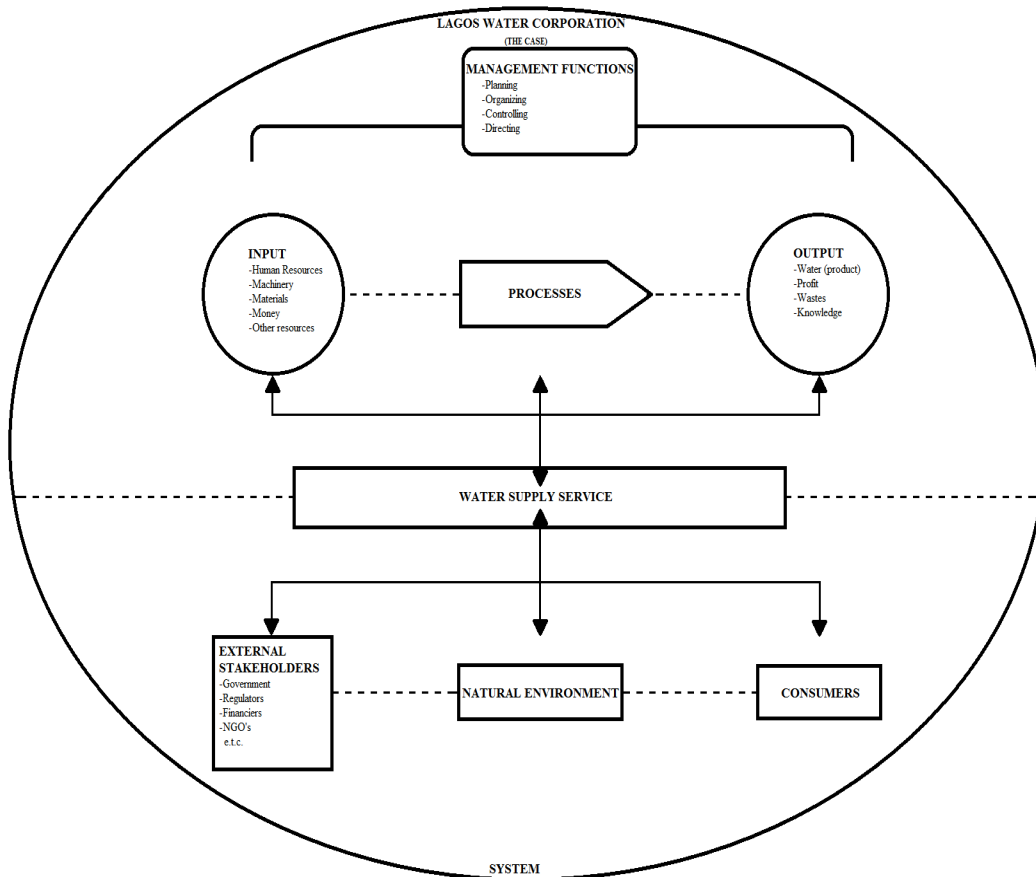 LAGOS WATER CORPORATION
(THE CASE)
MANAGEMENT FUNCTIONS
-Planning
-Organizing
-Controlling
-Directing
INPUT
-Human Resources
-Machinery
-Materials
-Money
-Other resources
PROCESSES
OUTPUT
-Water (product)
-Profit
-Wastes
-Knowledge
WATER SUPPLY SERVICE
EXTERNAL
STAKEHOLDERS
-Government
-Regulators
-Financiers
-NGO's
e.t.c.
NATURAL ENVIRONMENT
CONSUMERS
SYSTEM